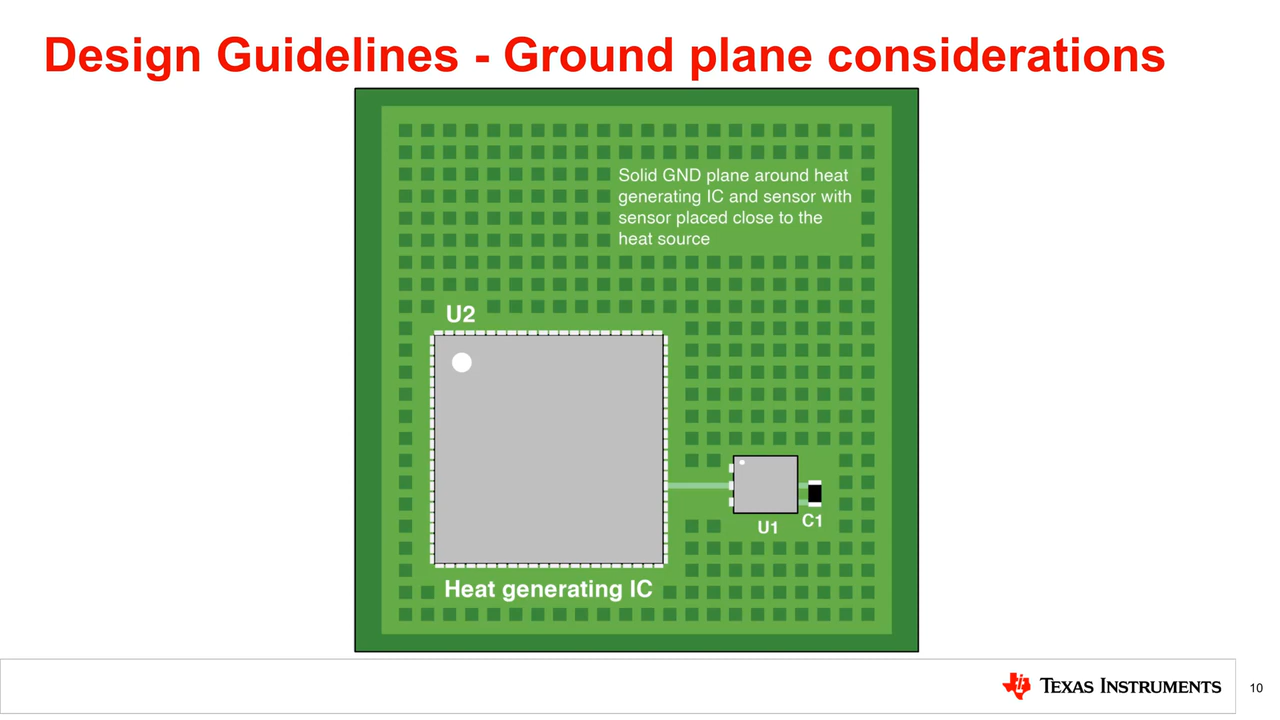 Design Guidelines - Ground plane considerations
Solid GND plane around heat
generating IC and sensor with
sensor placed close to the
heat source
U2
U1
C1
Heat generating IC
TEXAS INSTRUMENTS
10